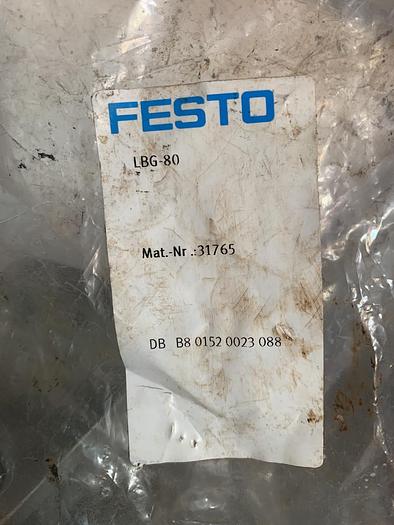 FESTO
LBG-80
Mat.-Nr.:31765
DB B8 0152 0023 088